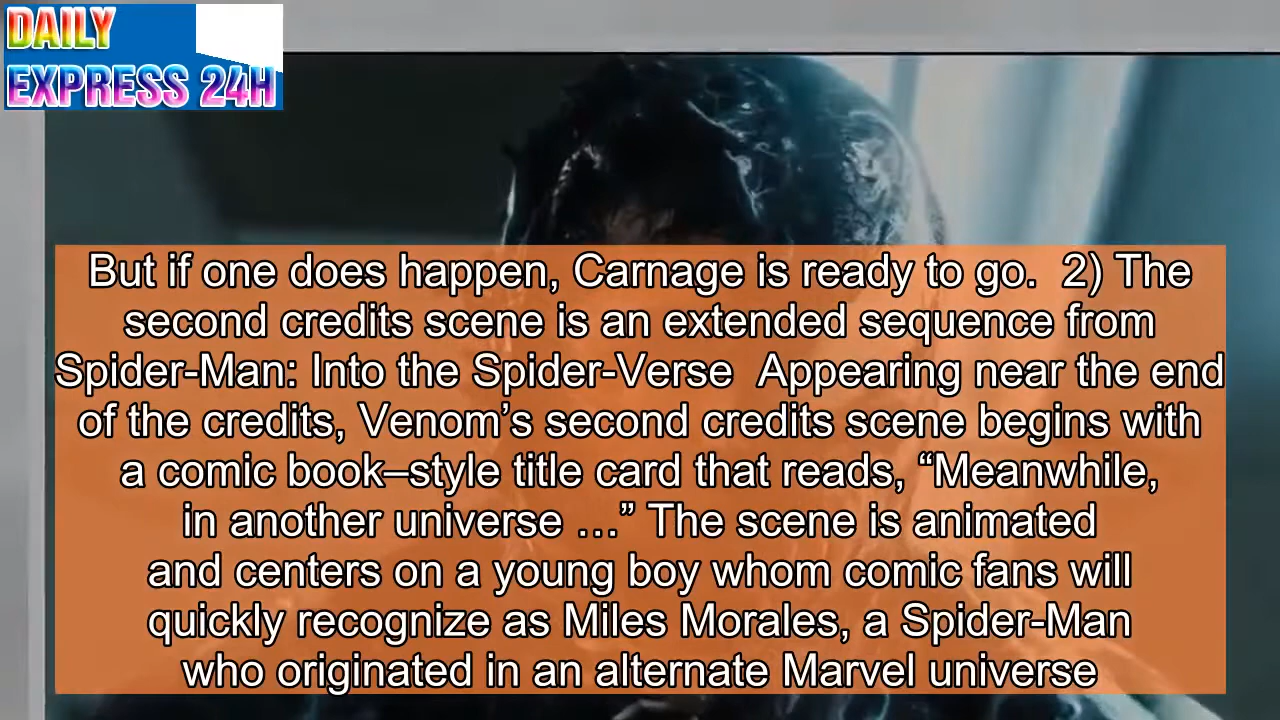 DAILY
EXPRESS 24H
But if one does happen, Carnage is ready to go.  2) The
second credits scene is an extended sequence from
Spider-Man: Into the Spider-Verse  Appearing near the end
of the credits, Venom’s second credits scene begins with
a comic book–style title card that reads, “Meanwhile,
in another universe …” The scene is animated
and centers on a young boy whom comic fans will
quickly recognize as Miles Morales, a Spider-Man
who originated in an alternate Marvel universe